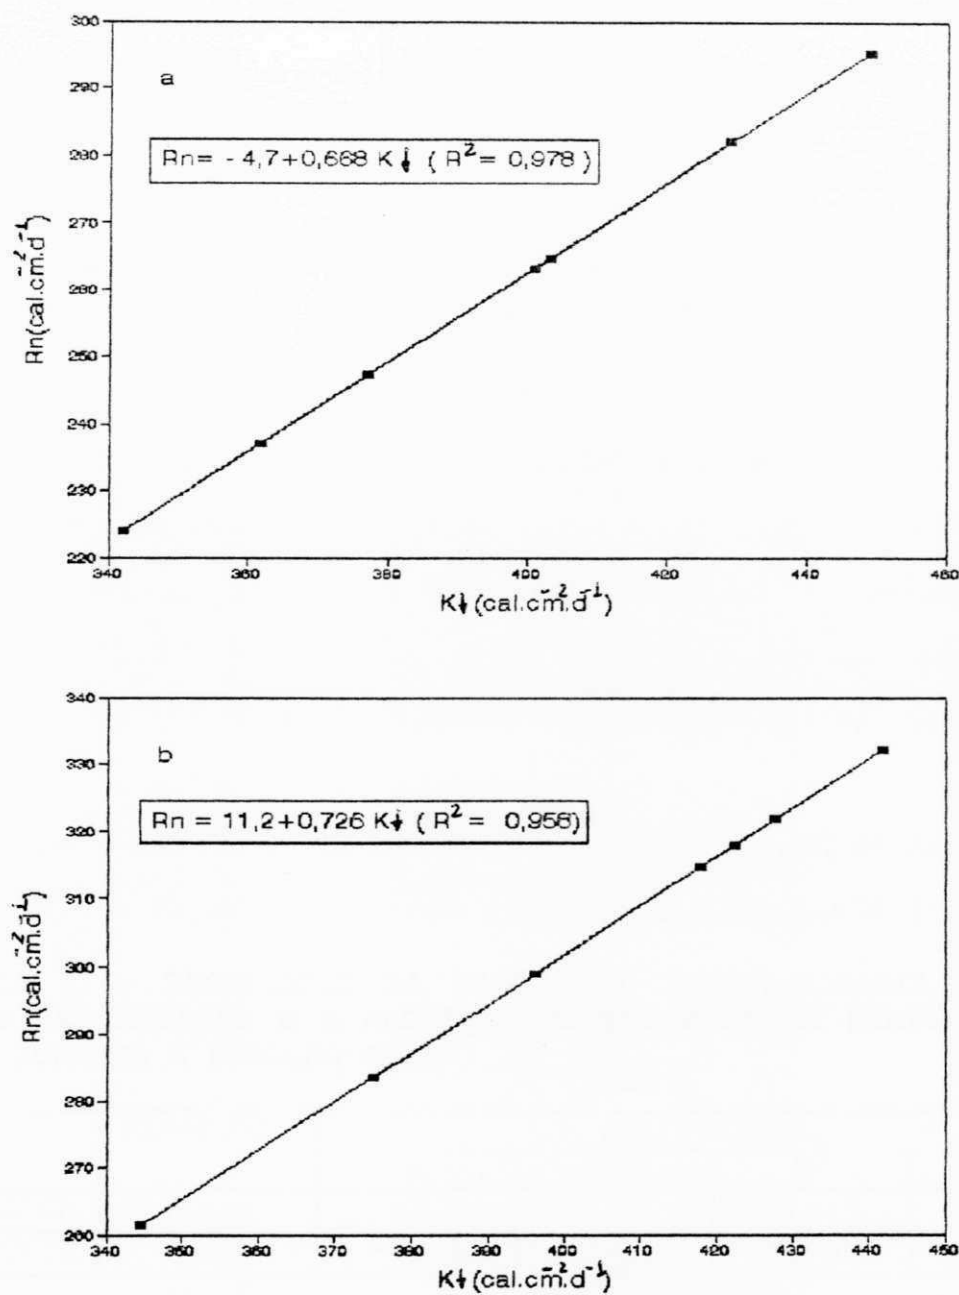 300
a
290
Rn= - 4,7+0,668 K↓ ( R² = 0,978 )
280
270
260
250
240
230
220
Rn(cal.cm⁻².d⁻¹)
340 360 380 400 420 440 460
K↓(cal.cm⁻².d⁻¹)
340
b
330
Rn = 11,2+0,726 K↓ ( R² = 0,956)
320
310
300
290
280
270
260
Rn(cal.cm⁻².d⁻¹)
340 350 360 370 380 390 400 410 420 430 440 450
K↓(cal.cm⁻².d⁻¹)